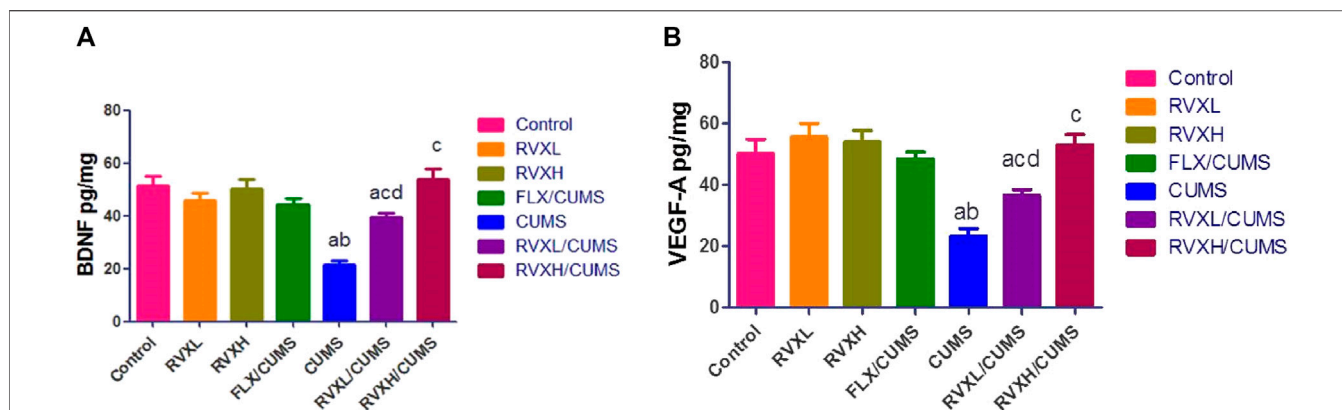 A
BDNF pg/mg
80
60
40
20
0
ab
acd
c
Control
RVXL
RVXH
FLX/CUMS
CUMS
RVXL/CUMS
RVXH/CUMS
Control
RVXL
RVXH
FLX/CUMS
CUMS
RVXL/CUMS
RVXH/CUMS
B
VEGF-A pg/mg
80
60
40
20
0
ab
acd
c
Control
RVXL
RVXH
FLX/CUMS
CUMS
RVXL/CUMS
RVXH/CUMS
Control
RVXL
RVXH
FLX/CUMS
CUMS
RVXL/CUMS
RVXH/CUMS